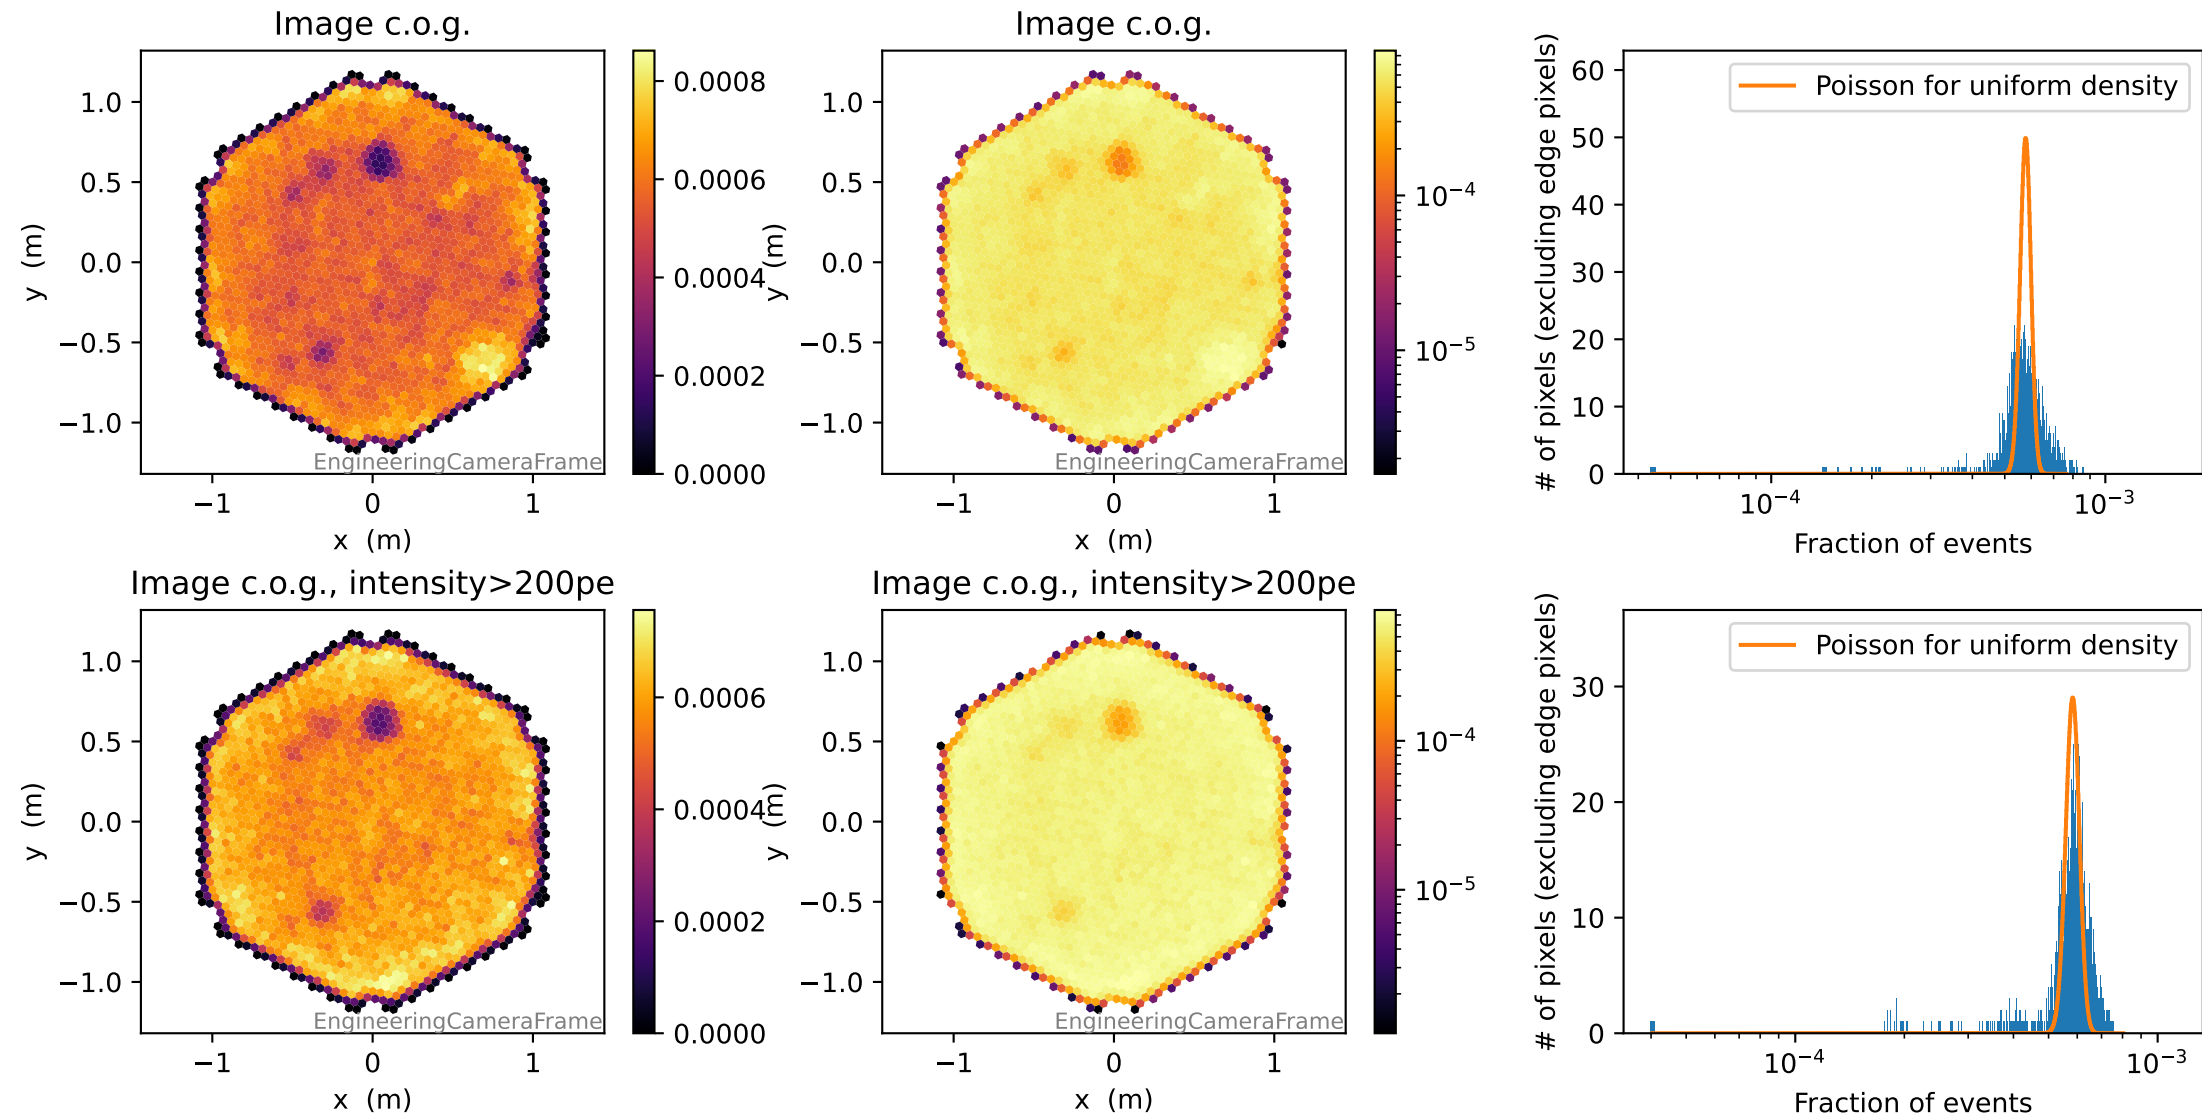 Image c.o.g.
1.0
0.5
0.0
−0.5
−1.0
y (m)
−1
0
1
x (m)
EngineeringCameraFrame
0.0008
0.0006
0.0004
0.0002
0.0000
Image c.o.g.
1.0
0.5
0.0
−0.5
−1.0
y (m)
−1
0
1
x (m)
EngineeringCameraFrame
10⁻⁴
10⁻⁵
Poisson for uniform density
60
50
40
30
20
10
0
# of pixels (excluding edge pixels)
10⁻⁴
10⁻³
Fraction of events
Image c.o.g., intensity>200pe
1.0
0.5
0.0
−0.5
−1.0
y (m)
−1
0
1
x (m)
EngineeringCameraFrame
0.0006
0.0004
0.0002
0.0000
Image c.o.g., intensity>200pe
1.0
0.5
0.0
−0.5
−1.0
y (m)
−1
0
1
x (m)
EngineeringCameraFrame
10⁻⁴
10⁻⁵
Poisson for uniform density
30
20
10
0
# of pixels (excluding edge pixels)
10⁻⁴
10⁻³
Fraction of events